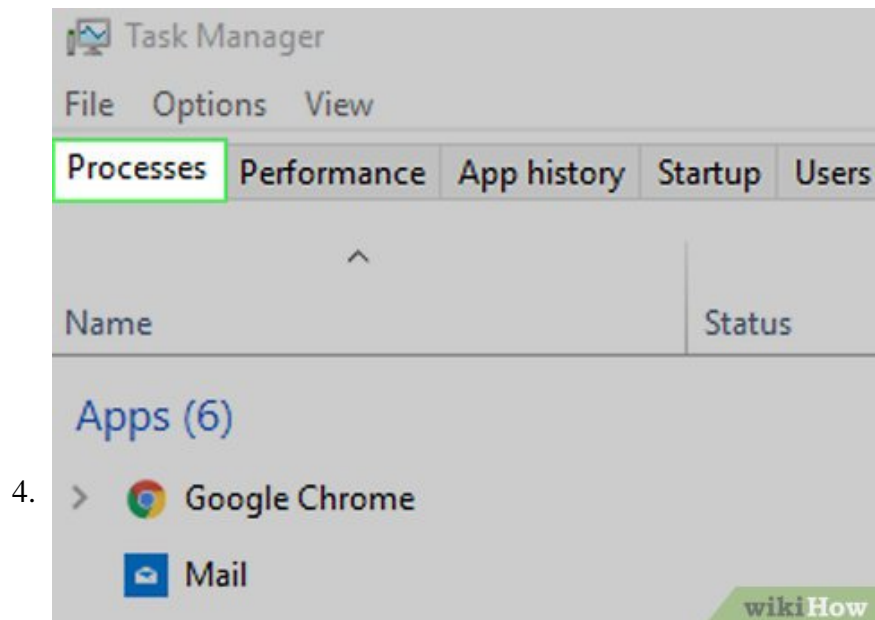 Task Manager
File Options View
Processes Performance App history Startup Users
Name Status
Apps (6)
4. Google Chrome
Mail
wikiHow